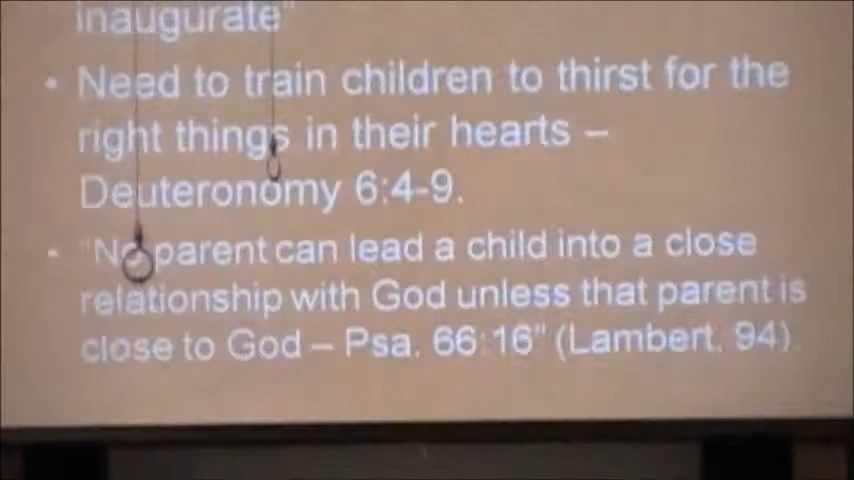 inaugurate"
• Need to train children to thirst for the
right things in their hearts –
Deuteronomy 6:4-9.
• "No parent can lead a child into a close
relationship with God unless that parent is
close to God – Psa. 66:16" (Lambert, 94).